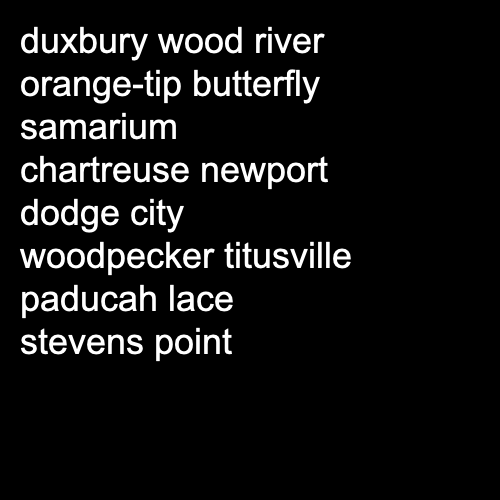 duxbury wood river
orange-tip butterfly
samarium
chartreuse newport
dodge city
woodpecker titusville
paducah lace
stevens point